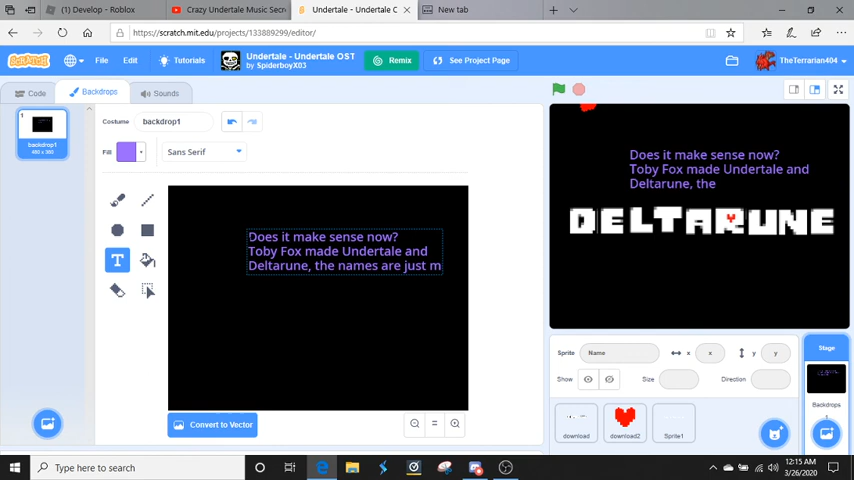 (1) Develop - Roblox
Crazy Undertale Music Secr
Undertale - Undertale O
New tab
https://scratch.mit.edu/projects/133889299/editor/
SCRATCH
File
Edit
Tutorials
Undertale - Undertale OST
by SpiderboyX03
Remix
See Project Page
TheTerrarian404
Code
Backdrops
Sounds
1
backdrop1
480 x 360
Costume
backdrop1
Fill
Sans Serif
Does it make sense now?
Toby Fox made Undertale and
Deltarune, the names are just m
Convert to Vector
Does it make sense now?
Toby Fox made Undertale and
Deltarune, the
DELTARUNE
Sprite
Name
x
x
y
y
Show
Size
Direction
download
download2
Sprite1
Stage
Backdrops
1
Type here to search
12:15 AM
3/26/2020